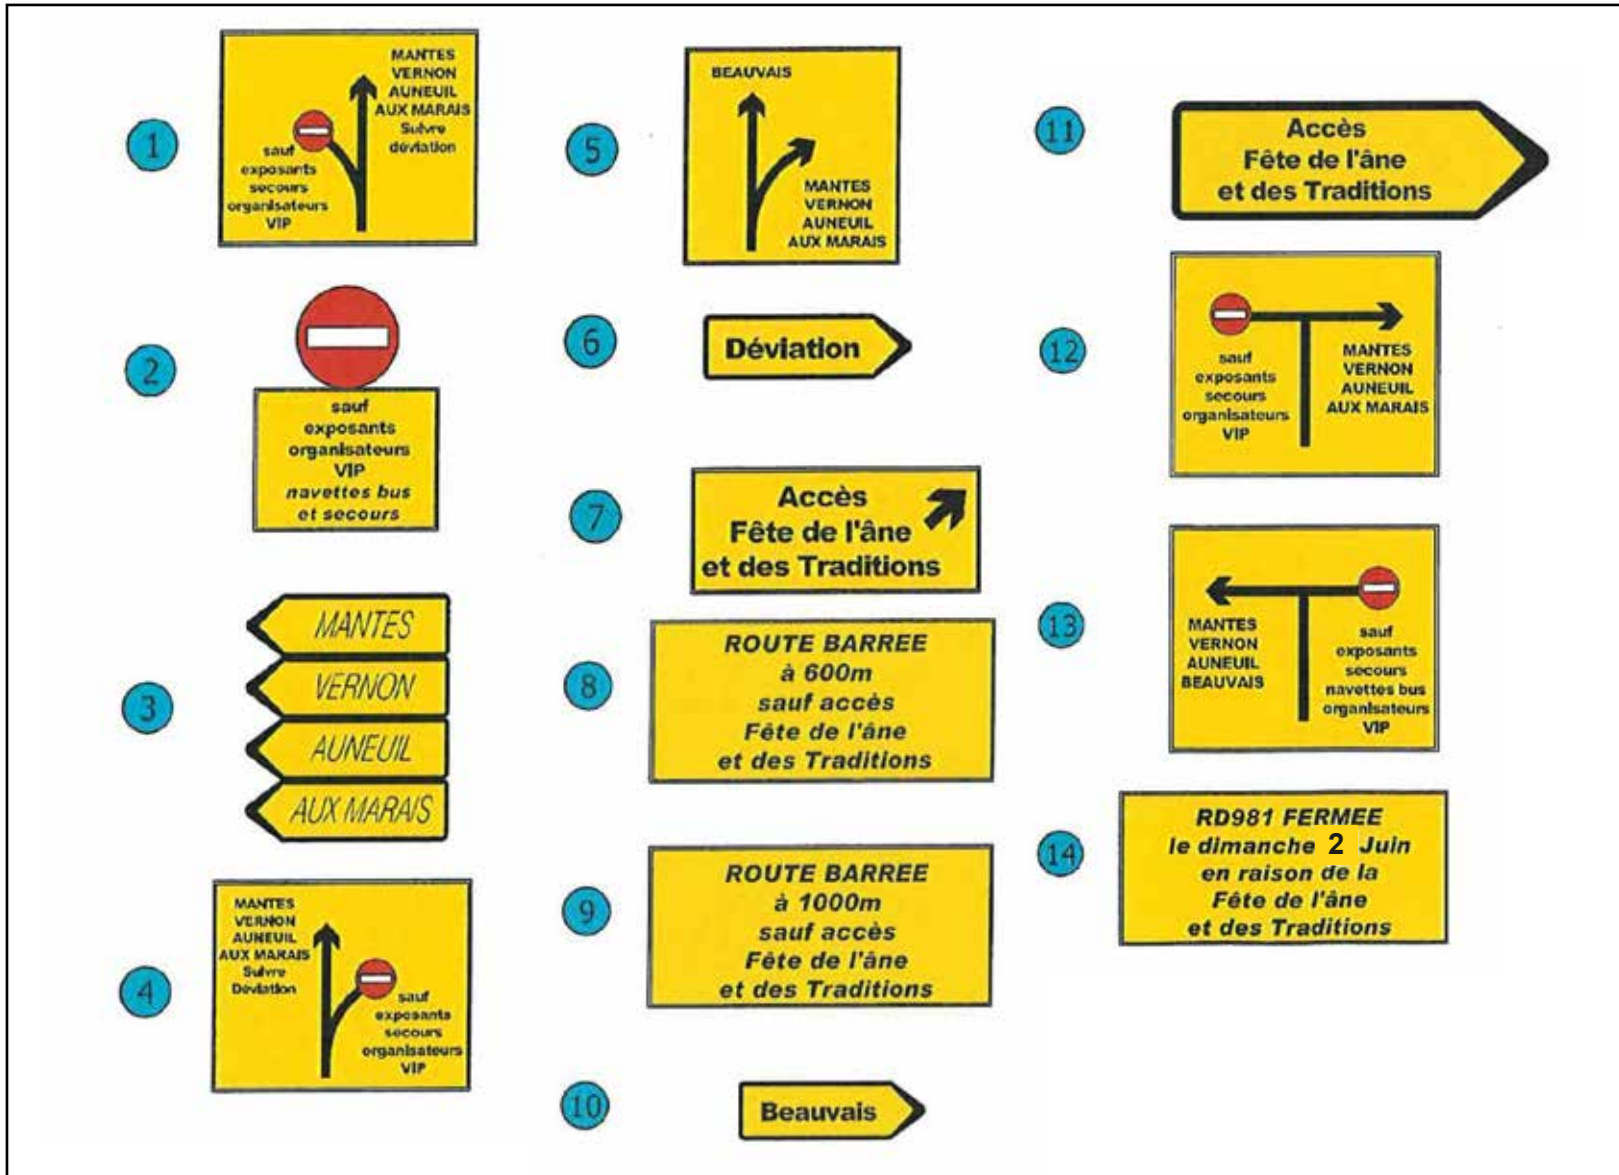 1
MANTES
VERNON
AUNEUIL
AUX MARAIS
Suivre
déviation
sauf
exposants
secours
organisateurs
VIP
2
sauf
exposants
organisateurs
VIP
navettes bus
et secours
3
MANTES
VERNON
AUNEUIL
AUX MARAIS
4
MANTES
VERNON
AUNEUIL
AUX MARAIS
Suivre
Déviation
sauf
exposants
secours
organisateurs
VIP
5
BEAUVAIS
MANTES
VERNON
AUNEUIL
AUX MARAIS
6
Déviation
7
Accès
Fête de l'âne
et des Traditions
8
ROUTE BARREE
à 600m
sauf accès
Fête de l'âne
et des Traditions
9
ROUTE BARREE
à 1000m
sauf accès
Fête de l'âne
et des Traditions
10
Beauvais
11
Accès
Fête de l'âne
et des Traditions
12
sauf
exposants
secours
organisateurs
VIP
MANTES
VERNON
AUNEUIL
AUX MARAIS
13
MANTES
VERNON
AUNEUIL
BEAUVAIS
sauf
exposants
secours
navettes bus
organisateurs
VIP
14
RD981 FERMEE
le dimanche 2 Juin
en raison de la
Fête de l'âne
et des Traditions